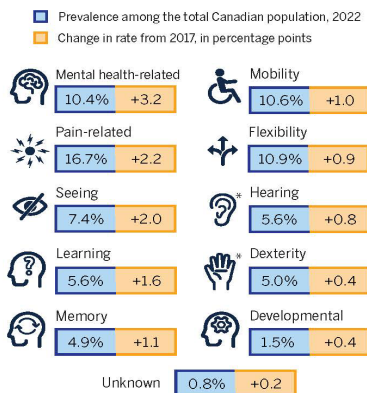 Prevalence among the total Canadian population, 2022
Change in rate from 2017, in percentage points
Mental health-related
10.4% +3.2
Pain-related
16.7% +2.2
Seeing
7.4% +2.0
Learning
5.6% +1.6
Memory
4.9% +1.1
Mobility
10.6% +1.0
Flexibility
10.9% +0.9
* Hearing
5.6% +0.8
* Dexterity
5.0% +0.4
Developmental
1.5% +0.4
Unknown 0.8% +0.2